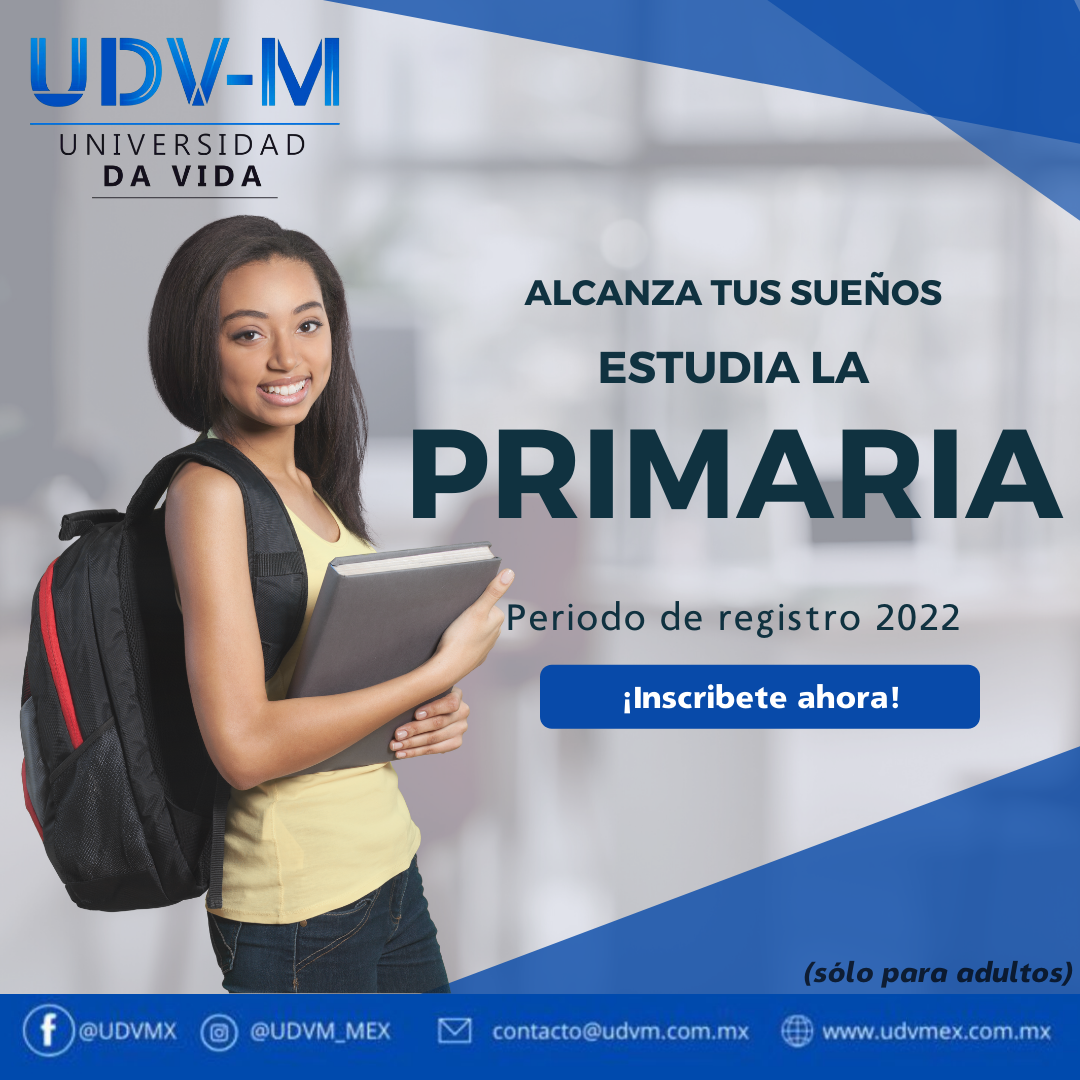 UDV-M
UNIVERSIDAD
DA VIDA
ALCANZA TUS SUEÑOS
ESTUDIA LA
PRIMARIA
Periodo de registro 2022
¡Inscribete ahora!
(sólo para adultos)
@UDVMX @UDVM_MEX contacto@udvm.com.mx www.udvmex.com.mx